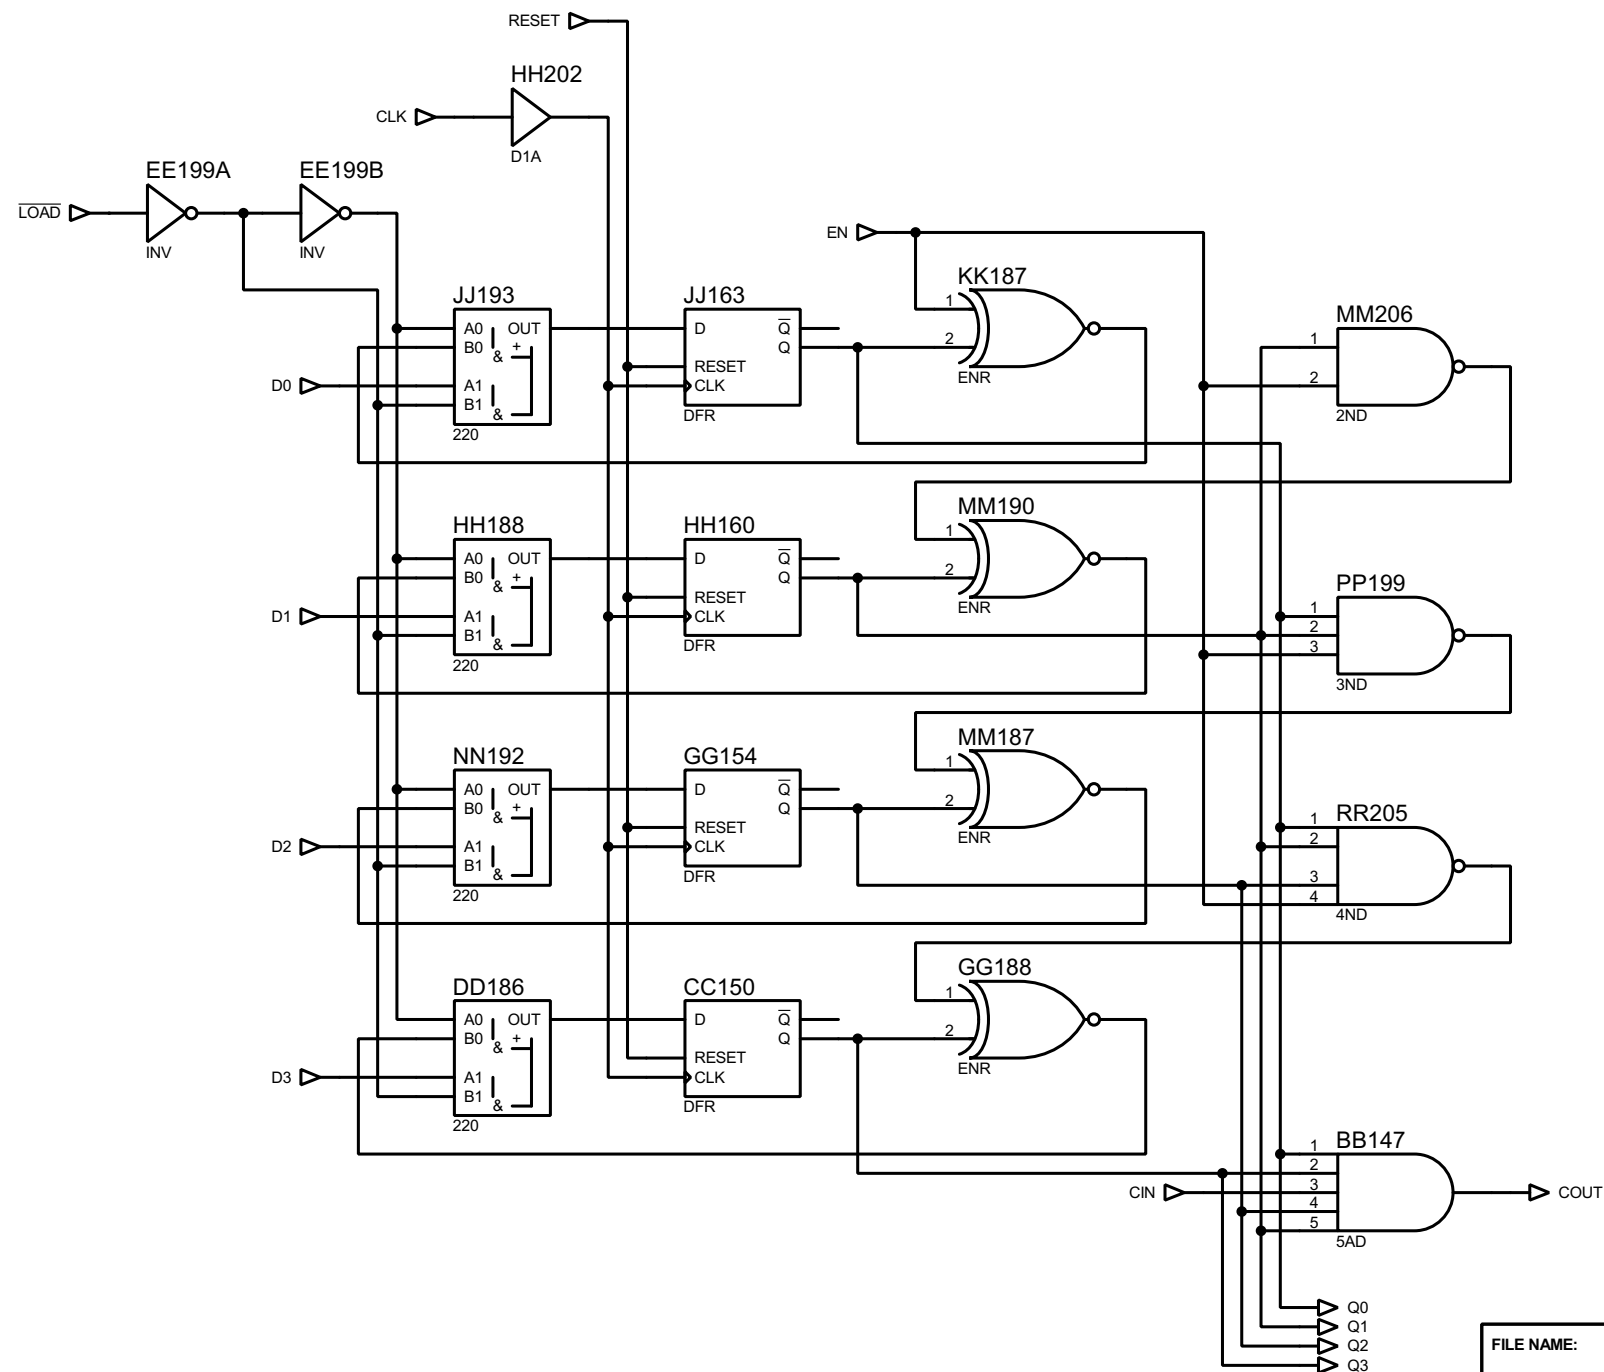 RESET
HH202
CLK
D1A
EE199A
EE199B
LOAD
INV
INV
EN
KK187
1
2
ENR
JJ193
A0 OUT
B0 +
&
A1
B1
&
220
JJ163
D Q
Q
RESET
CLK
DFR
D0
MM206
1
2
2ND
HH188
A0 OUT
B0 +
&
A1
B1
&
220
HH160
D Q
Q
RESET
CLK
DFR
MM190
1
2
ENR
D1
PP199
1
2
3
3ND
NN192
A0 OUT
B0 +
&
A1
B1
&
220
GG154
D Q
Q
RESET
CLK
DFR
MM187
1
2
ENR
D2
RR205
1
2
3
4
4ND
DD186
A0 OUT
B0 +
&
A1
B1
&
220
CC150
D Q
Q
RESET
CLK
DFR
GG188
1
2
ENR
D3
BB147
1
2
3
4
5
5AD
CIN
COUT
Q0
Q1
Q2
Q3
FILE NAME: